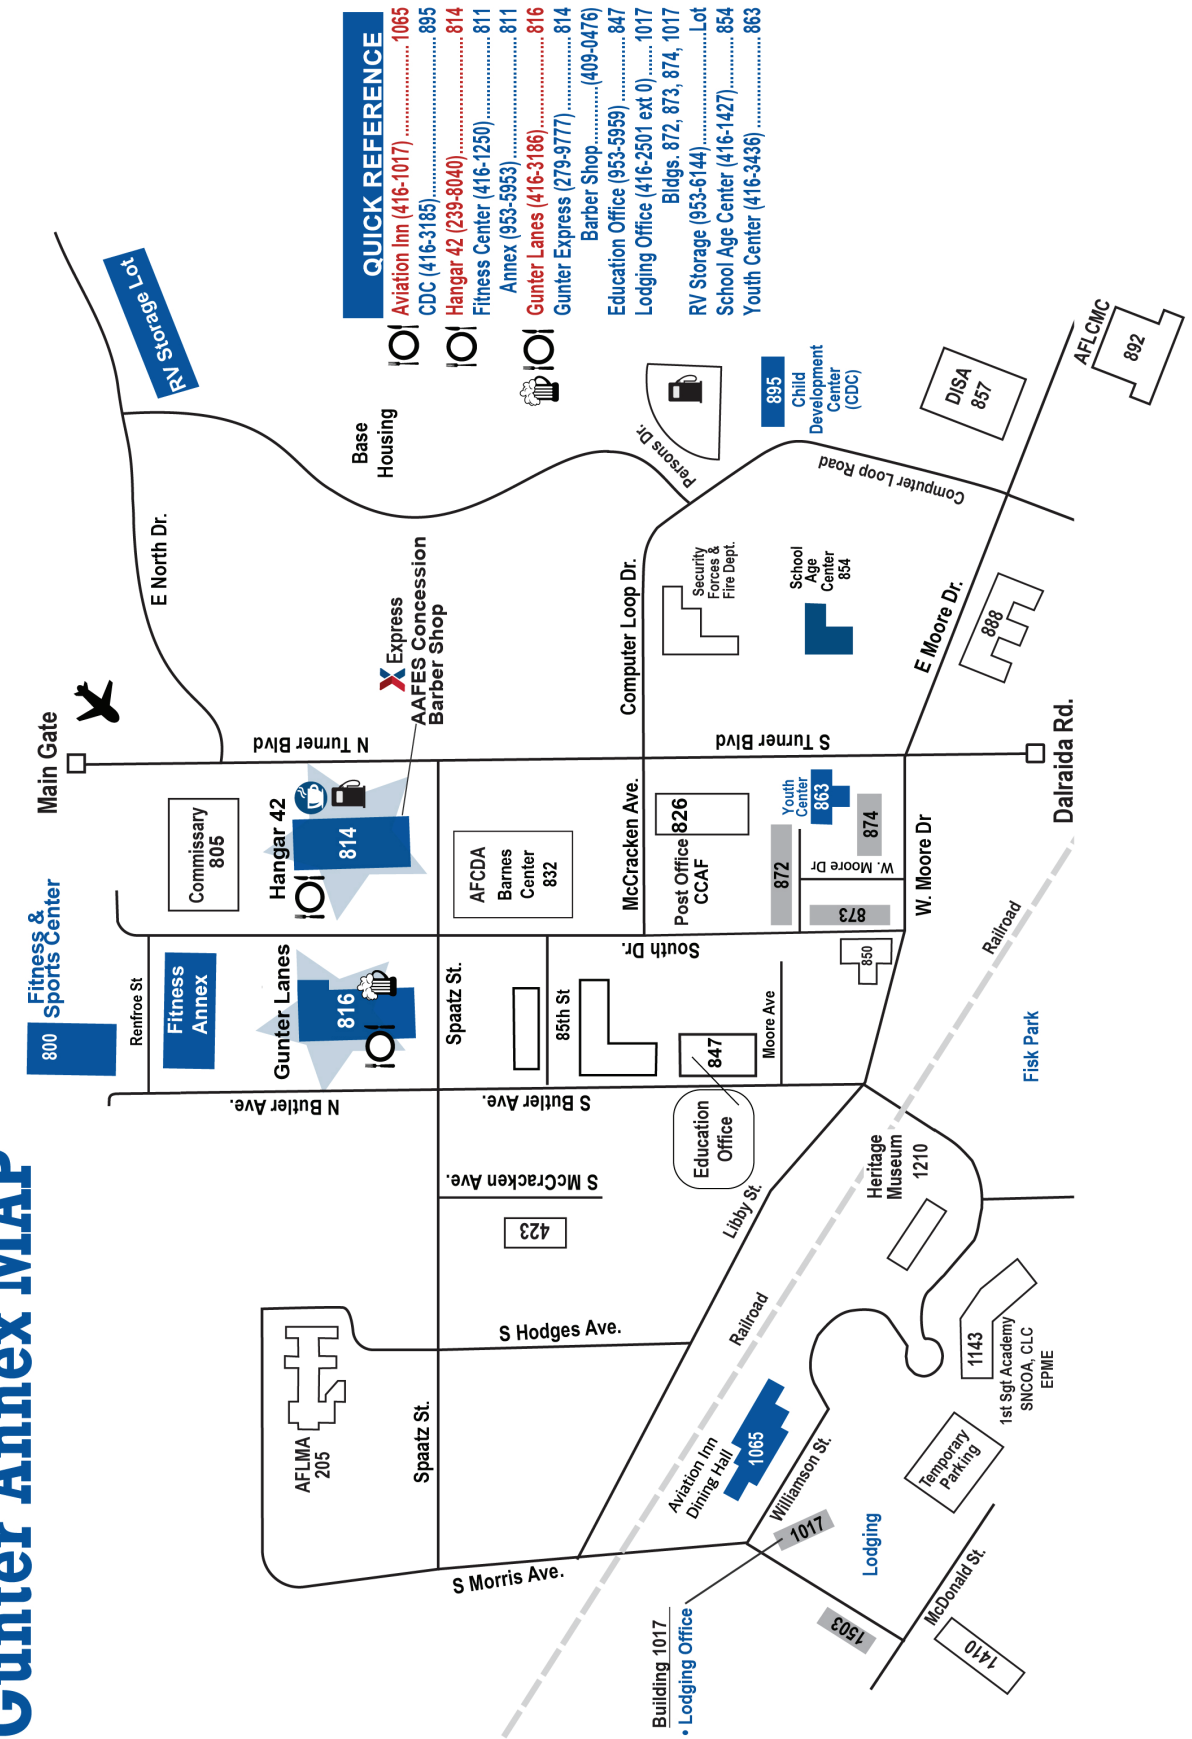 Gunter Annex MAP
QUICK REFERENCE
Aviation Inn (416-1017) ................ 1065
CDC (416-3185)............................ 895
Hangar 42 (239-8040).................... 814
Fitness Center (416-1250)............. 811
Annex (953-5953)..................... 811
Gunter Lanes (416-3186)............... 816
Gunter Express (279-9777)............ 814
Barber Shop..........(409-0476)
Education Office (953-5959).......... 847
Lodging Office (416-2501 ext 0)...... 1017
Bldgs. 872, 873, 874, 1017
RV Storage (953-6144)................... Lot
School Age Center (416-1427)....... 854
Youth Center (416-3436)................ 863
RV Storage Lot
E North Dr.
Base
Housing
Main Gate
N Turner Blvd
X Express
AAFES Concession
Barber Shop
Computer Loop Dr.
Persons Dr.
895
Child
Development
Center
(CDC)
Computer Loop Road
DISA
857
AFLCMC
892
Security
Forces &
Fire Dept.
School
Age
Center
854
E Moore Dr.
888
S Turner Blvd
Dalraida Rd.
800
Fitness &
Sports Center
Commissary
805
Hangar 42
814
AFCDA
Barnes
Center
832
McCracken Ave.
Post Office
CCAF
826
Youth
Center
863
872
874
W. Moore Dr
873
W. Moore Dr
Railroad
Renfroe St
Fitness
Annex
Gunter Lanes
816
Spaatz St.
85th St
South Dr.
847
Moore Ave
850
Fisk Park
N Butler Ave.
S Butler Ave.
Education
Office
S McCracken Ave.
423
Libby St.
Heritage
Museum
1210
Railroad
S Hodges Ave.
AFLMA
205
Spaatz St.
Aviation Inn
Dining Hall
1065
Williamson St.
1143
1st Sgt Academy
SNCOA, CLC
EPME
Temporary
Parking
S Morris Ave.
1017
Lodging
McDonald St.
Building 1017
• Lodging Office
1503
1410